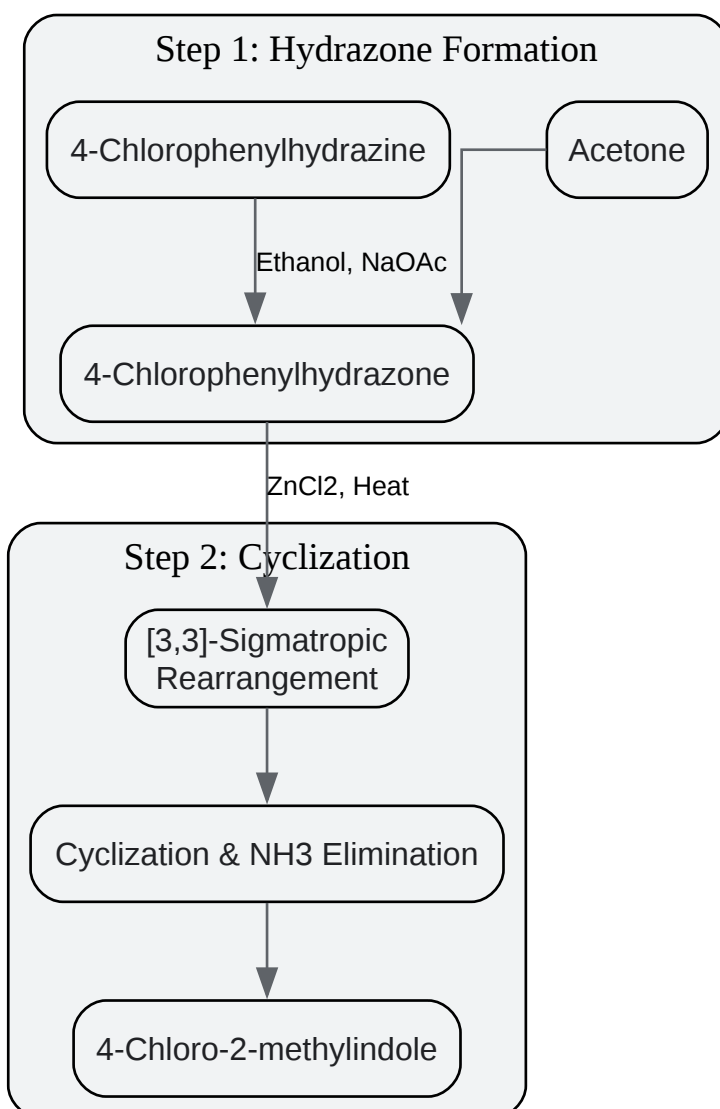 Step 1: Hydrazone Formation
4-Chlorophenylhydrazine
Acetone
Ethanol, NaOAc
4-Chlorophenylhydrazone
ZnCl2, Heat
Step 2: Cyclization
[3,3]-Sigmatropic
Rearrangement
Cyclization & NH3 Elimination
4-Chloro-2-methylindole